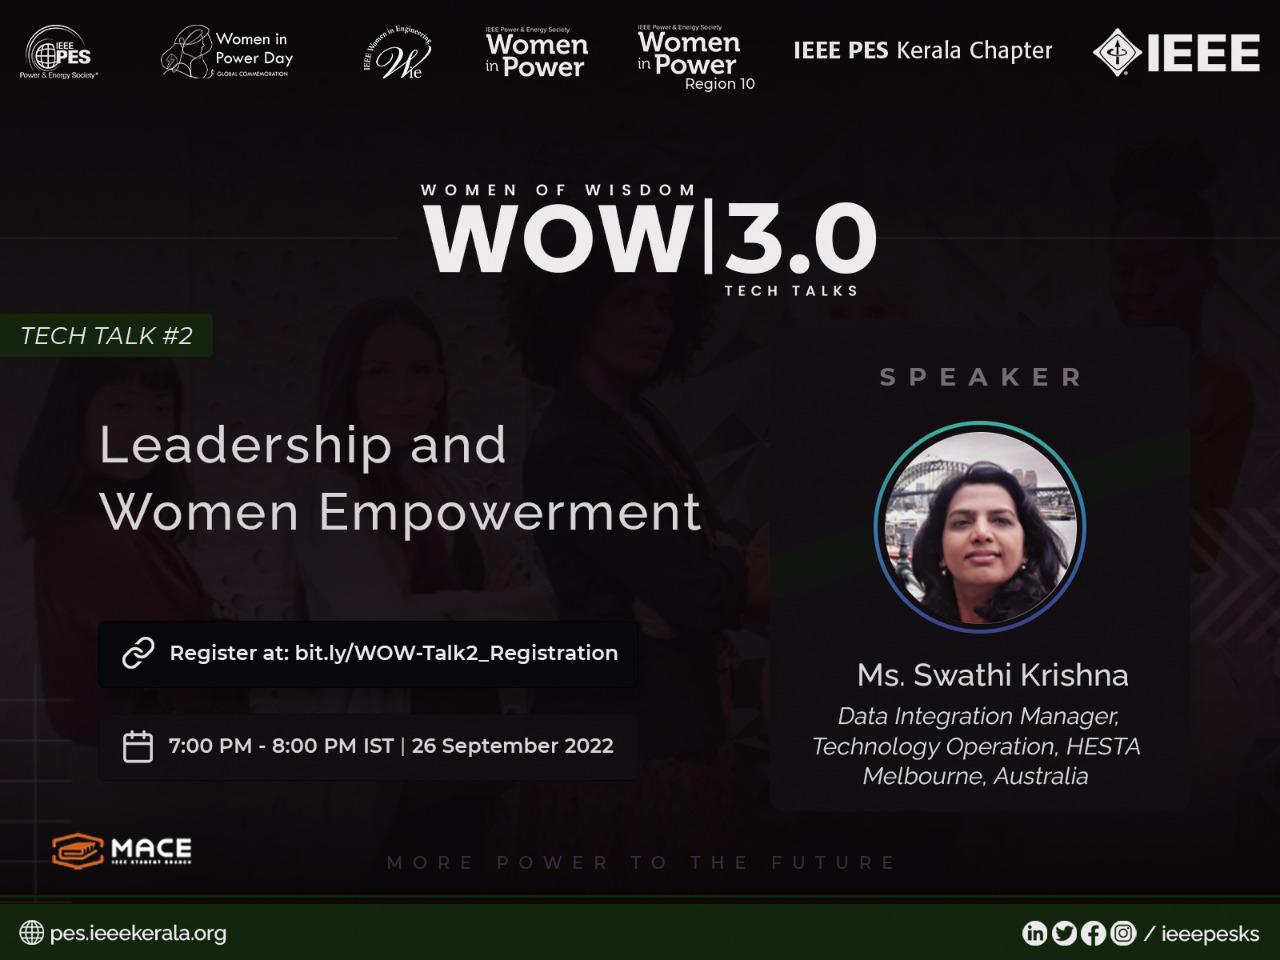 IEEE
PES
Power & Energy Society®
Women in
Power Day
GLOBAL COMMEMORATION
IEEE Women in Engineering
Wie
IEEE Power & Energy Society
Women
in Power
IEEE Power & Energy Society
Women
in Power
Region 10
IEEE PES Kerala Chapter
IEEE
WOMEN OF WISDOM
WOW|3.0
TECH TALKS
TECH TALK #2
Leadership and
Women Empowerment
Register at: bit.ly/WOW-Talk2_Registration
7:00 PM - 8:00 PM IST | 26 September 2022
SPEAKER
Ms. Swathi Krishna
Data Integration Manager,
Technology Operation, HESTA
Melbourne, Australia
MACE
IEEE STUDENT BRANCH
MORE POWER TO THE FUTURE
pes.ieeekerala.org
/ ieeepesks